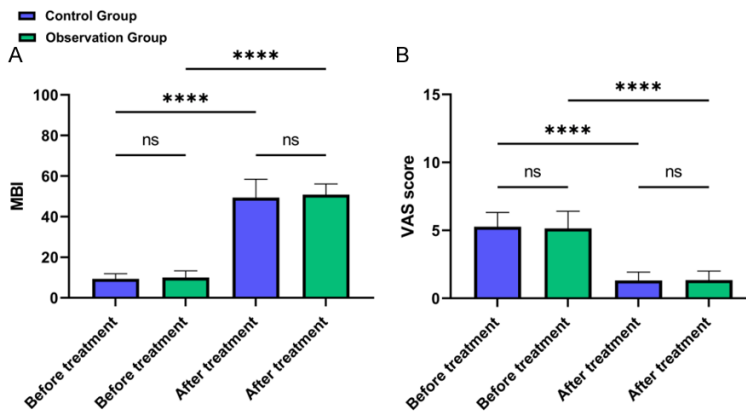 Control Group
Observation Group
A
B
****
****
ns
ns
100
80
60
40
20
0
MBI
Before treatment
Before treatment
After treatment
After treatment
****
****
ns
ns
15
10
5
0
VAS score
Before treatment
Before treatment
After treatment
After treatment